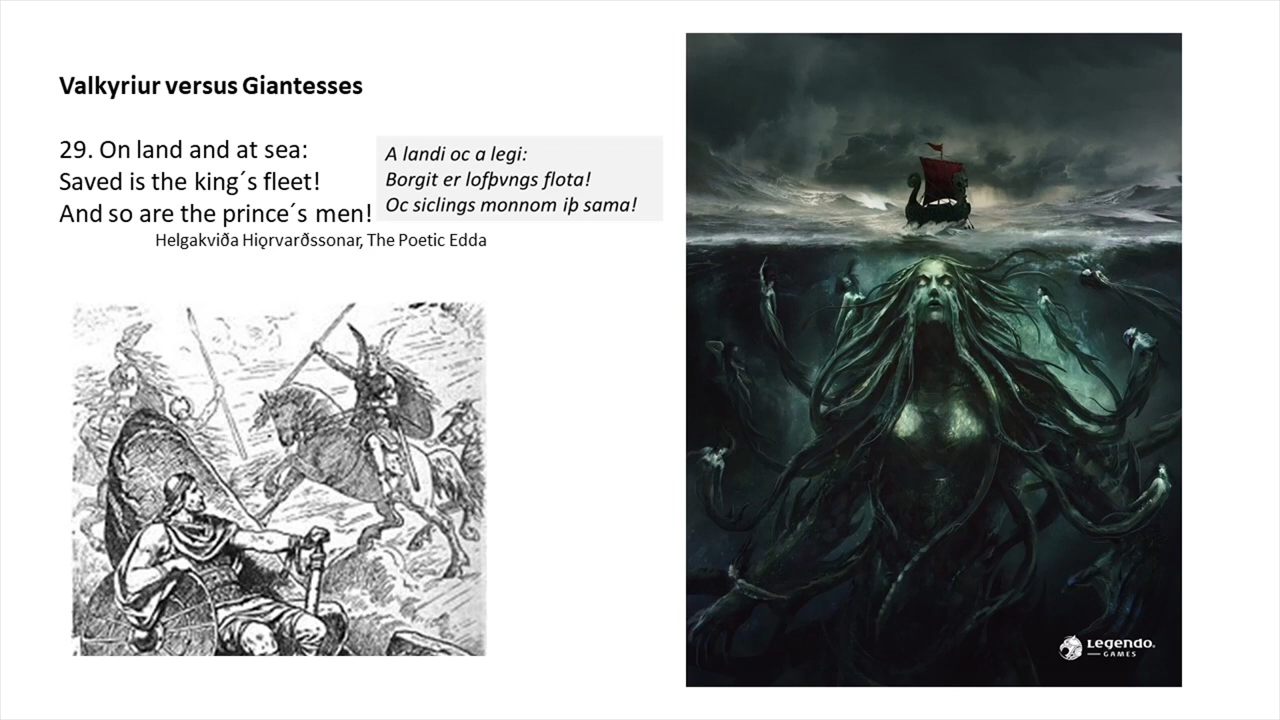 Valkyriur versus Giantesses
29. On land and at sea:
Saved is the king´s fleet!
And so are the prince´s men!
A landi oc a legi:
Borgit er lofþvngs flota!
Oc siclings monnom iþ sama!
Helgakviða Hiǫrvarðssonar, The Poetic Edda
LEGENDO®
GAMES